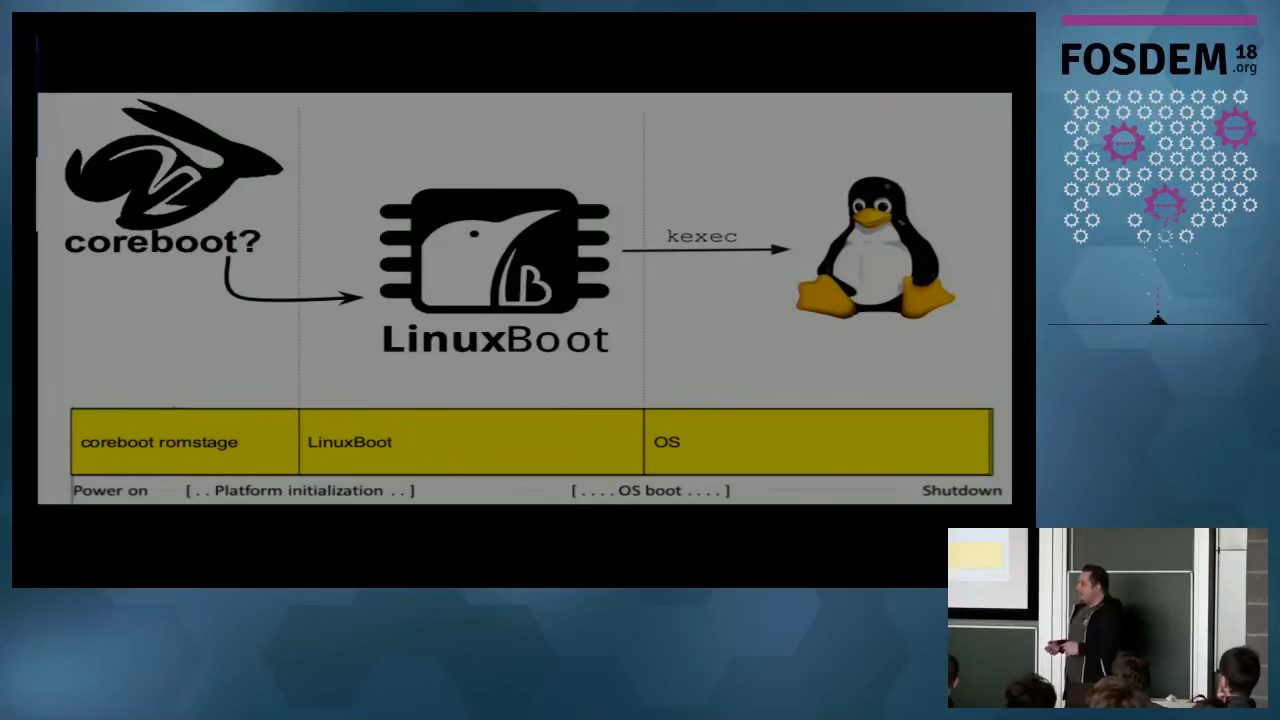 FOSDEM 18
.org
coreboot?
kexec
B
LinuxBoot
coreboot romstage
LinuxBoot
OS
Power on [ . . Platform initialization . . ] [ . . . . OS boot . . . . ] Shutdown